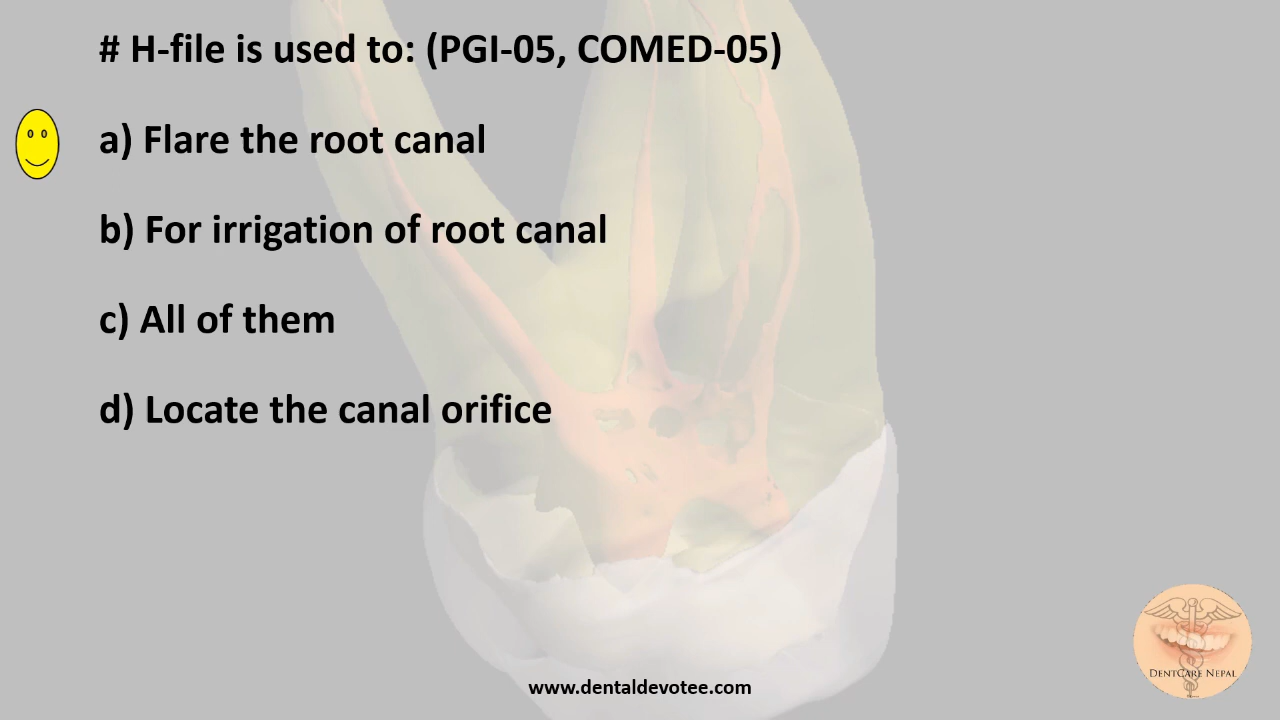 # H-file is used to: (PGI-05, COMED-05)
a) Flare the root canal
b) For irrigation of root canal
c) All of them
d) Locate the canal orifice
DENTCARE NEPAL
www.dentaldevotee.com